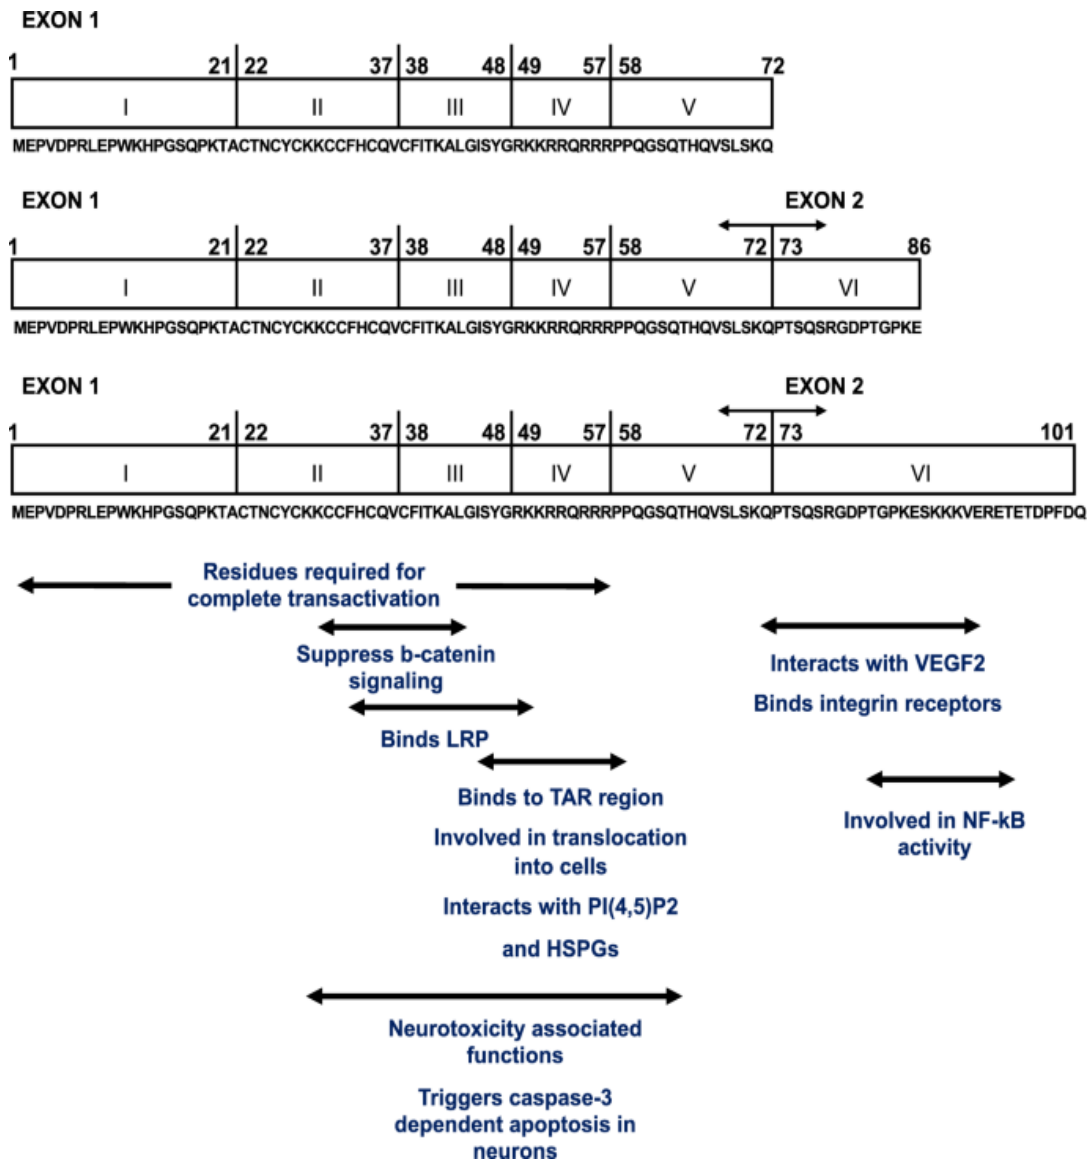 EXON 1
1 21 22 37 38 48 49 57 58 72
I II III IV V
MEPVDPRLEPWKHPGSQPKTACTNCYCKKCCFHCQVCFITKALGISYGRKKRRQRRRPPQGSQTHQVSLSKQ
EXON 1 EXON 2
1 21 22 37 38 48 49 57 58 72 73 86
I II III IV V VI
MEPVDPRLEPWKHPGSQPKTACTNCYCKKCCFHCQVCFITKALGISYGRKKRRQRRRPPQGSQTHQVSLSKQPTSQSRGDPTGPKE
EXON 1 EXON 2
1 21 22 37 38 48 49 57 58 72 73 101
I II III IV V VI
MEPVDPRLEPWKHPGSQPKTACTNCYCKKCCFHCQVCFITKALGISYGRKKRRQRRRPPQGSQTHQVSLSKQPTSQSRGDPTGPKESKKKVERETETDPFDQ
Residues required for
complete transactivation
Suppress b-catenin
signaling
Interacts with VEGF2
Binds integrin receptors
Binds LRP
Binds to TAR region
Involved in translocation
into cells
Involved in NF-kB
activity
Interacts with PI(4,5)P2
and HSPGs
Neurotoxicity associated
functions
Triggers caspase-3
dependent apoptosis in
neurons